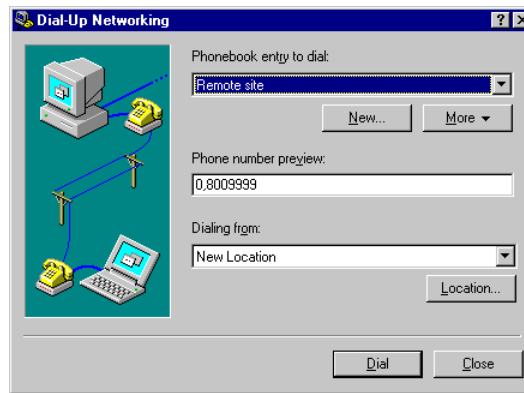 Dial-Up Networking
Phonebook entry to dial:
Remote site
New... More
Phone number preview:
0,8009999
Dialing from:
New Location
Location...
Dial Close